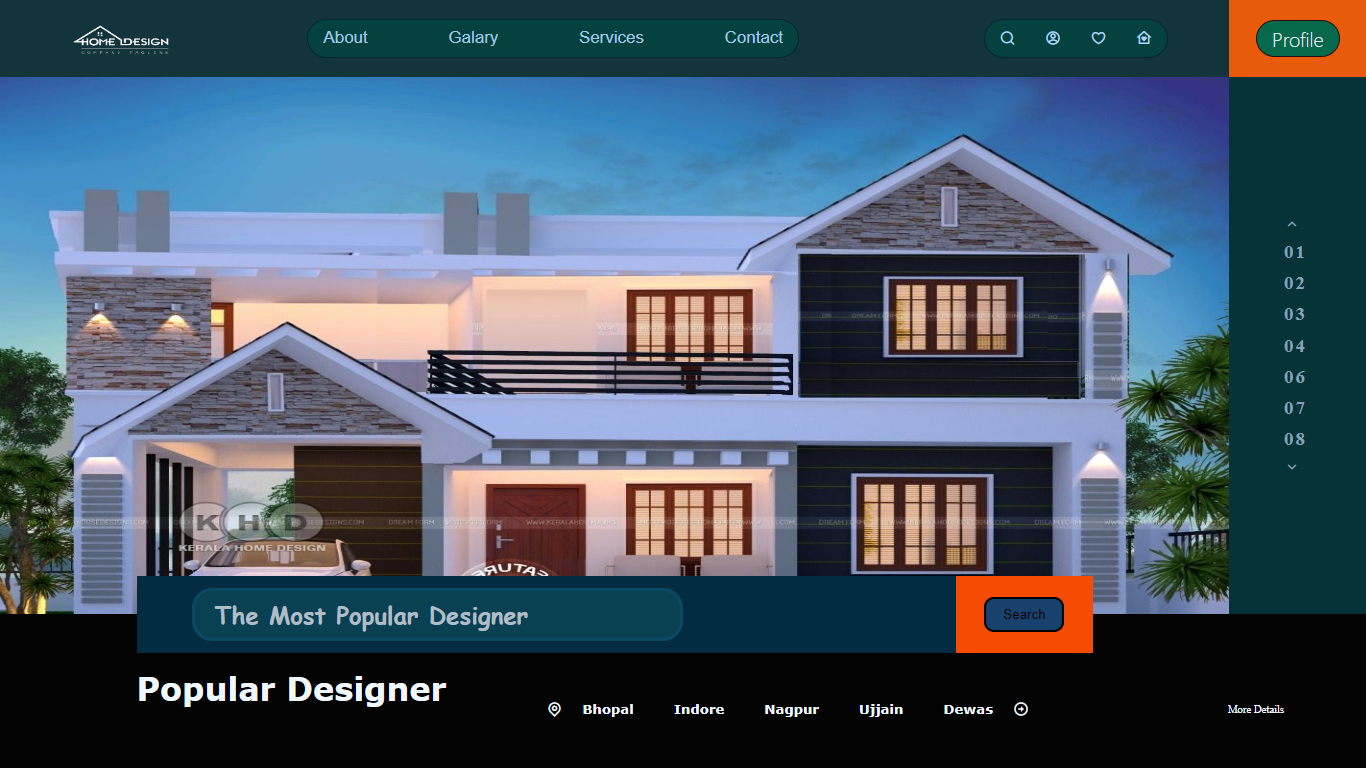 HOME DESIGN
COMPANY TAGLINE
About Galary Services Contact
Profile
01
02
03
04
06
07
08
KHD
KERALA HOME DESIGN
The Most Popular Designer
Search
Popular Designer
Bhopal Indore Nagpur Ujjain Dewas
More Details